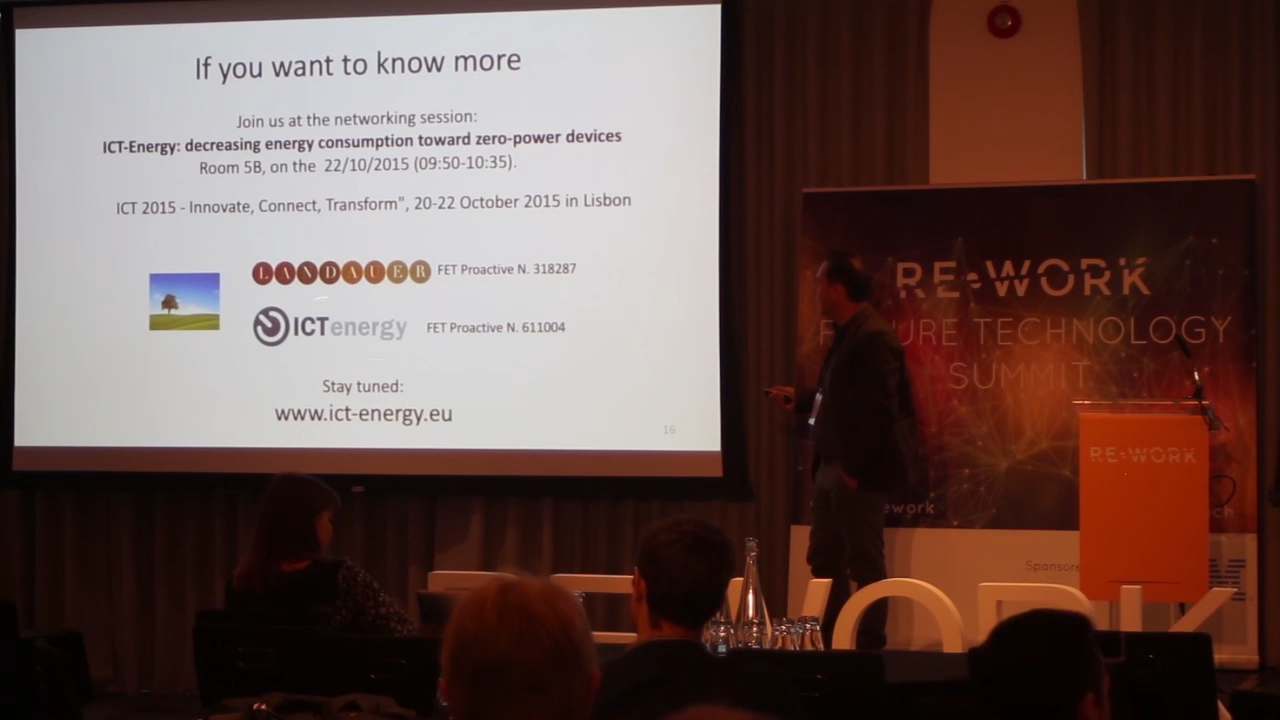 If you want to know more
Join us at the networking session:
ICT-Energy: decreasing energy consumption toward zero-power devices
Room 5B, on the 22/10/2015 (09:50-10:35).
ICT 2015 - Innovate, Connect, Transform", 20-22 October 2015 in Lisbon
LANDAUER FET Proactive N. 318287
ICTenergy FET Proactive N. 611004
Stay tuned:
www.ict-energy.eu
16
RE•WORK
TECHNOLOGY
SUMMIT
RE•WORK